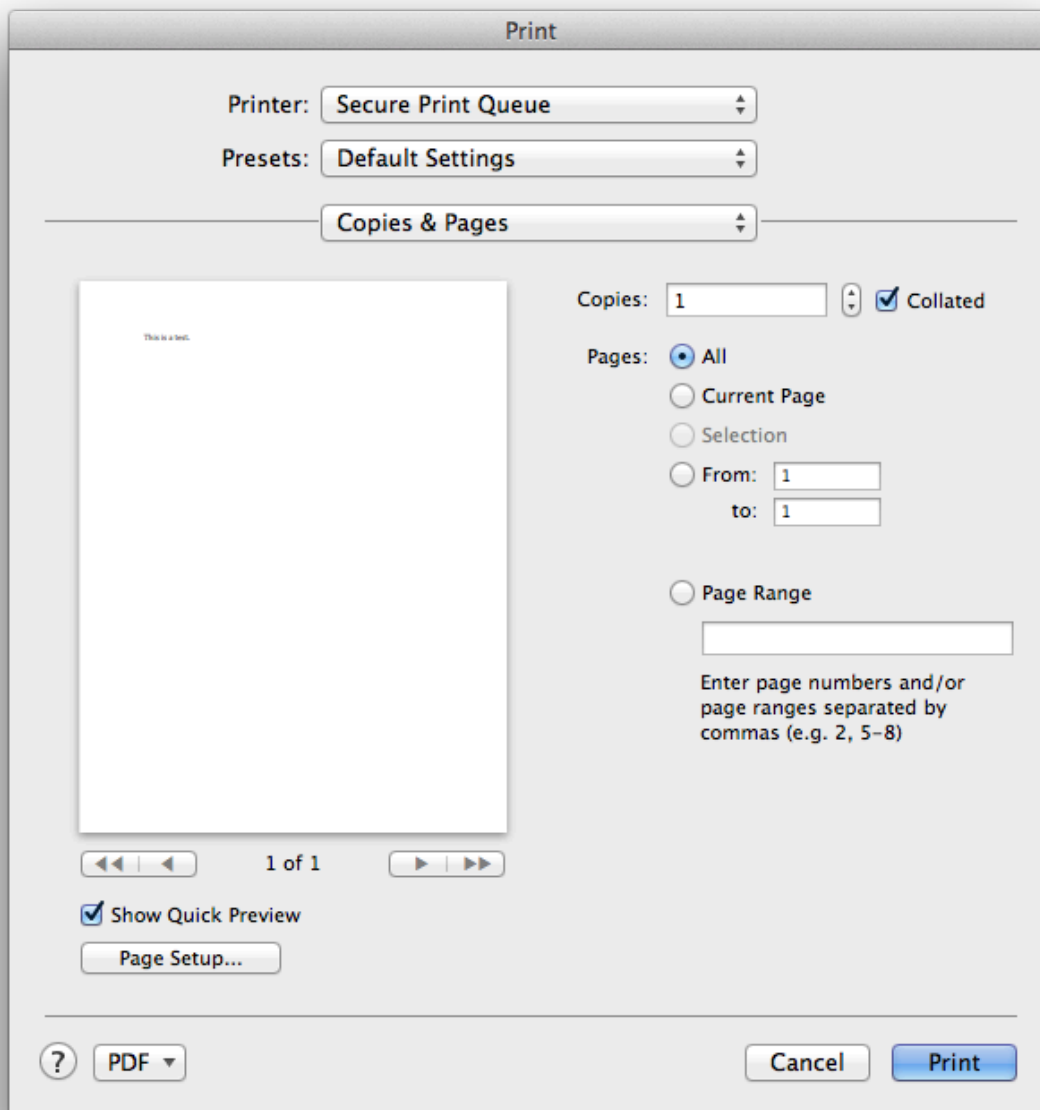 Print
Printer: Secure Print Queue
Presets: Default Settings
Copies & Pages
This is a test.
Copies: 1 Collated
Pages: All
Current Page
Selection
From: 1
to: 1
Page Range
Enter page numbers and/or
page ranges separated by
commas (e.g. 2, 5-8)
1 of 1
Show Quick Preview
Page Setup...
? PDF Cancel Print